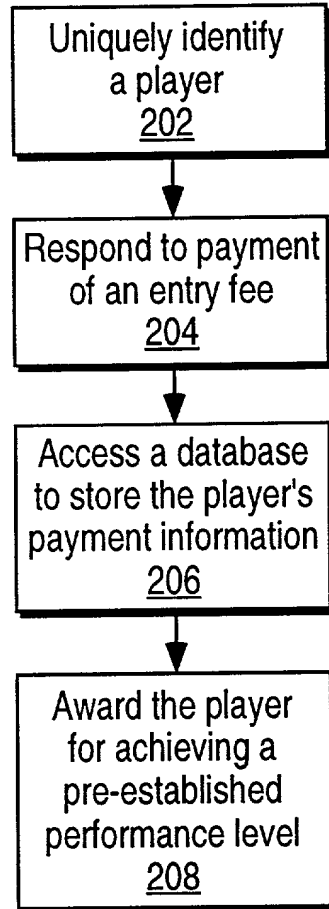 Uniquely identify
a player
202
Respond to payment
of an entry fee
204
Access a database
to store the player's
payment information
206
Award the player
for achieving a
pre-established
performance level
208